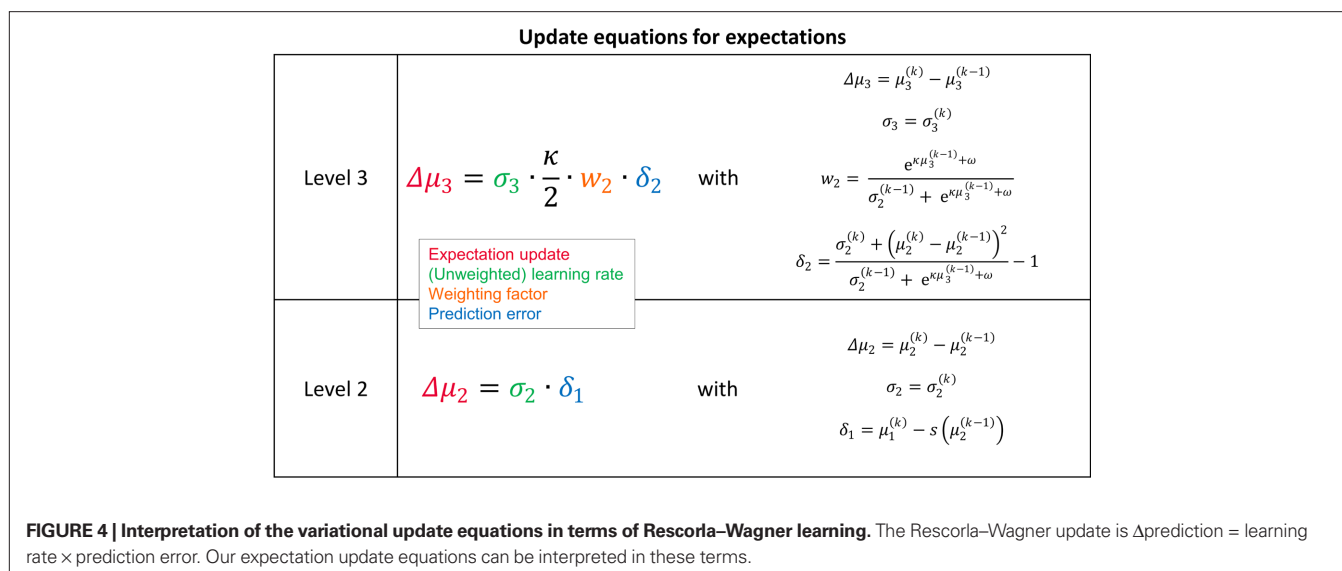 Update equations for expectations
Level 3
Δμ₃ = σ₃ · κ/2 · w₂ · δ₂
with
Δμ₃ = μ₃^(k) − μ₃^(k−1)
σ₃ = σ₃^(k)
w₂ = e^(κμ₃^(k−1)+ω) / (σ₂^(k−1) + e^(κμ₃^(k−1)+ω))
δ₂ = (σ₂^(k) + (μ₂^(k) − μ₂^(k−1))²) / (σ₂^(k−1) + e^(κμ₃^(k−1)+ω)) − 1
Expectation update
(Unweighted) learning rate
Weighting factor
Prediction error
Level 2
Δμ₂ = σ₂ · δ₁
with
Δμ₂ = μ₂^(k) − μ₂^(k−1)
σ₂ = σ₂^(k)
δ₁ = μ₁^(k) − s(μ₂^(k−1))
FIGURE 4 | Interpretation of the variational update equations in terms of Rescorla–Wagner learning. The Rescorla–Wagner update is Δprediction = learning
rate × prediction error. Our expectation update equations can be interpreted in these terms.